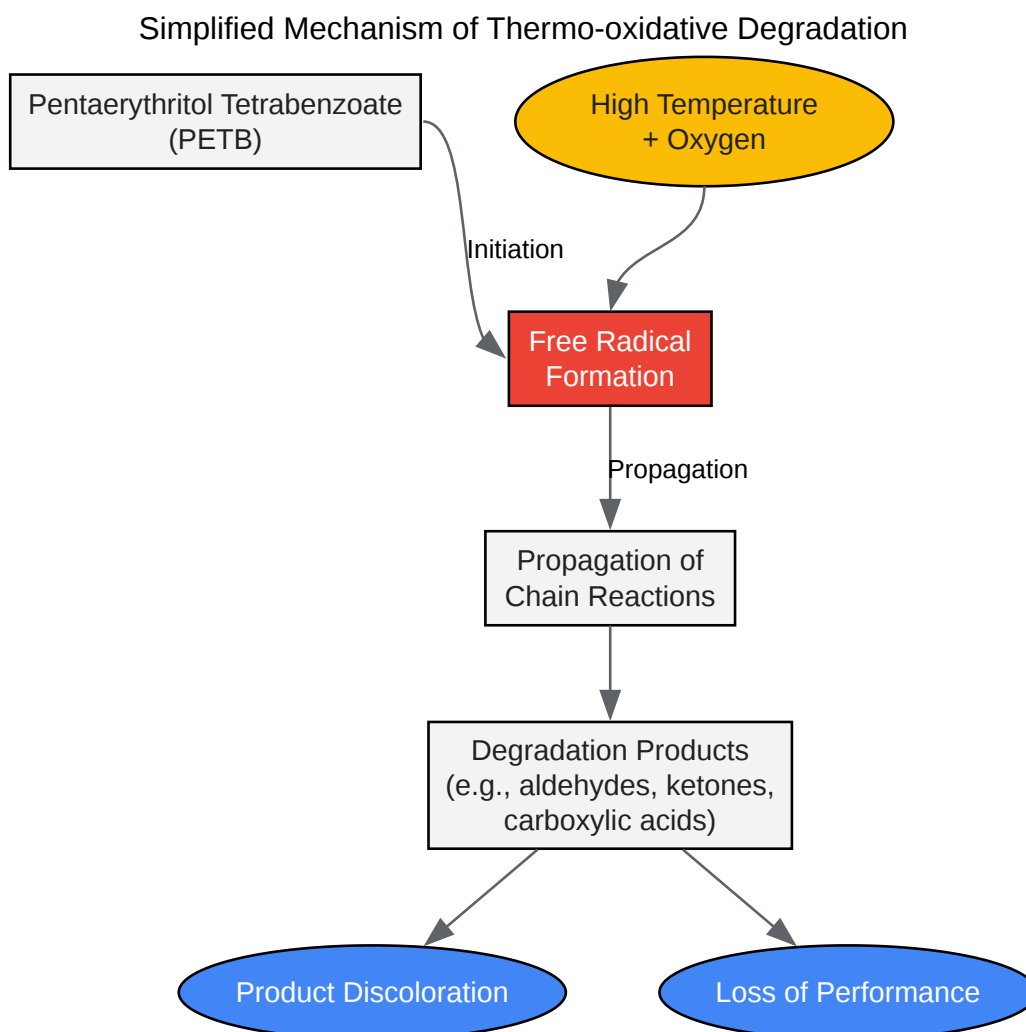 Simplified Mechanism of Thermo-oxidative Degradation
Pentaerythritol Tetrabenzoate
(PETB)
High Temperature
+ Oxygen
Initiation
Free Radical
Formation
Propagation
Propagation of
Chain Reactions
Degradation Products
(e.g., aldehydes, ketones,
carboxylic acids)
Product Discoloration
Loss of Performance